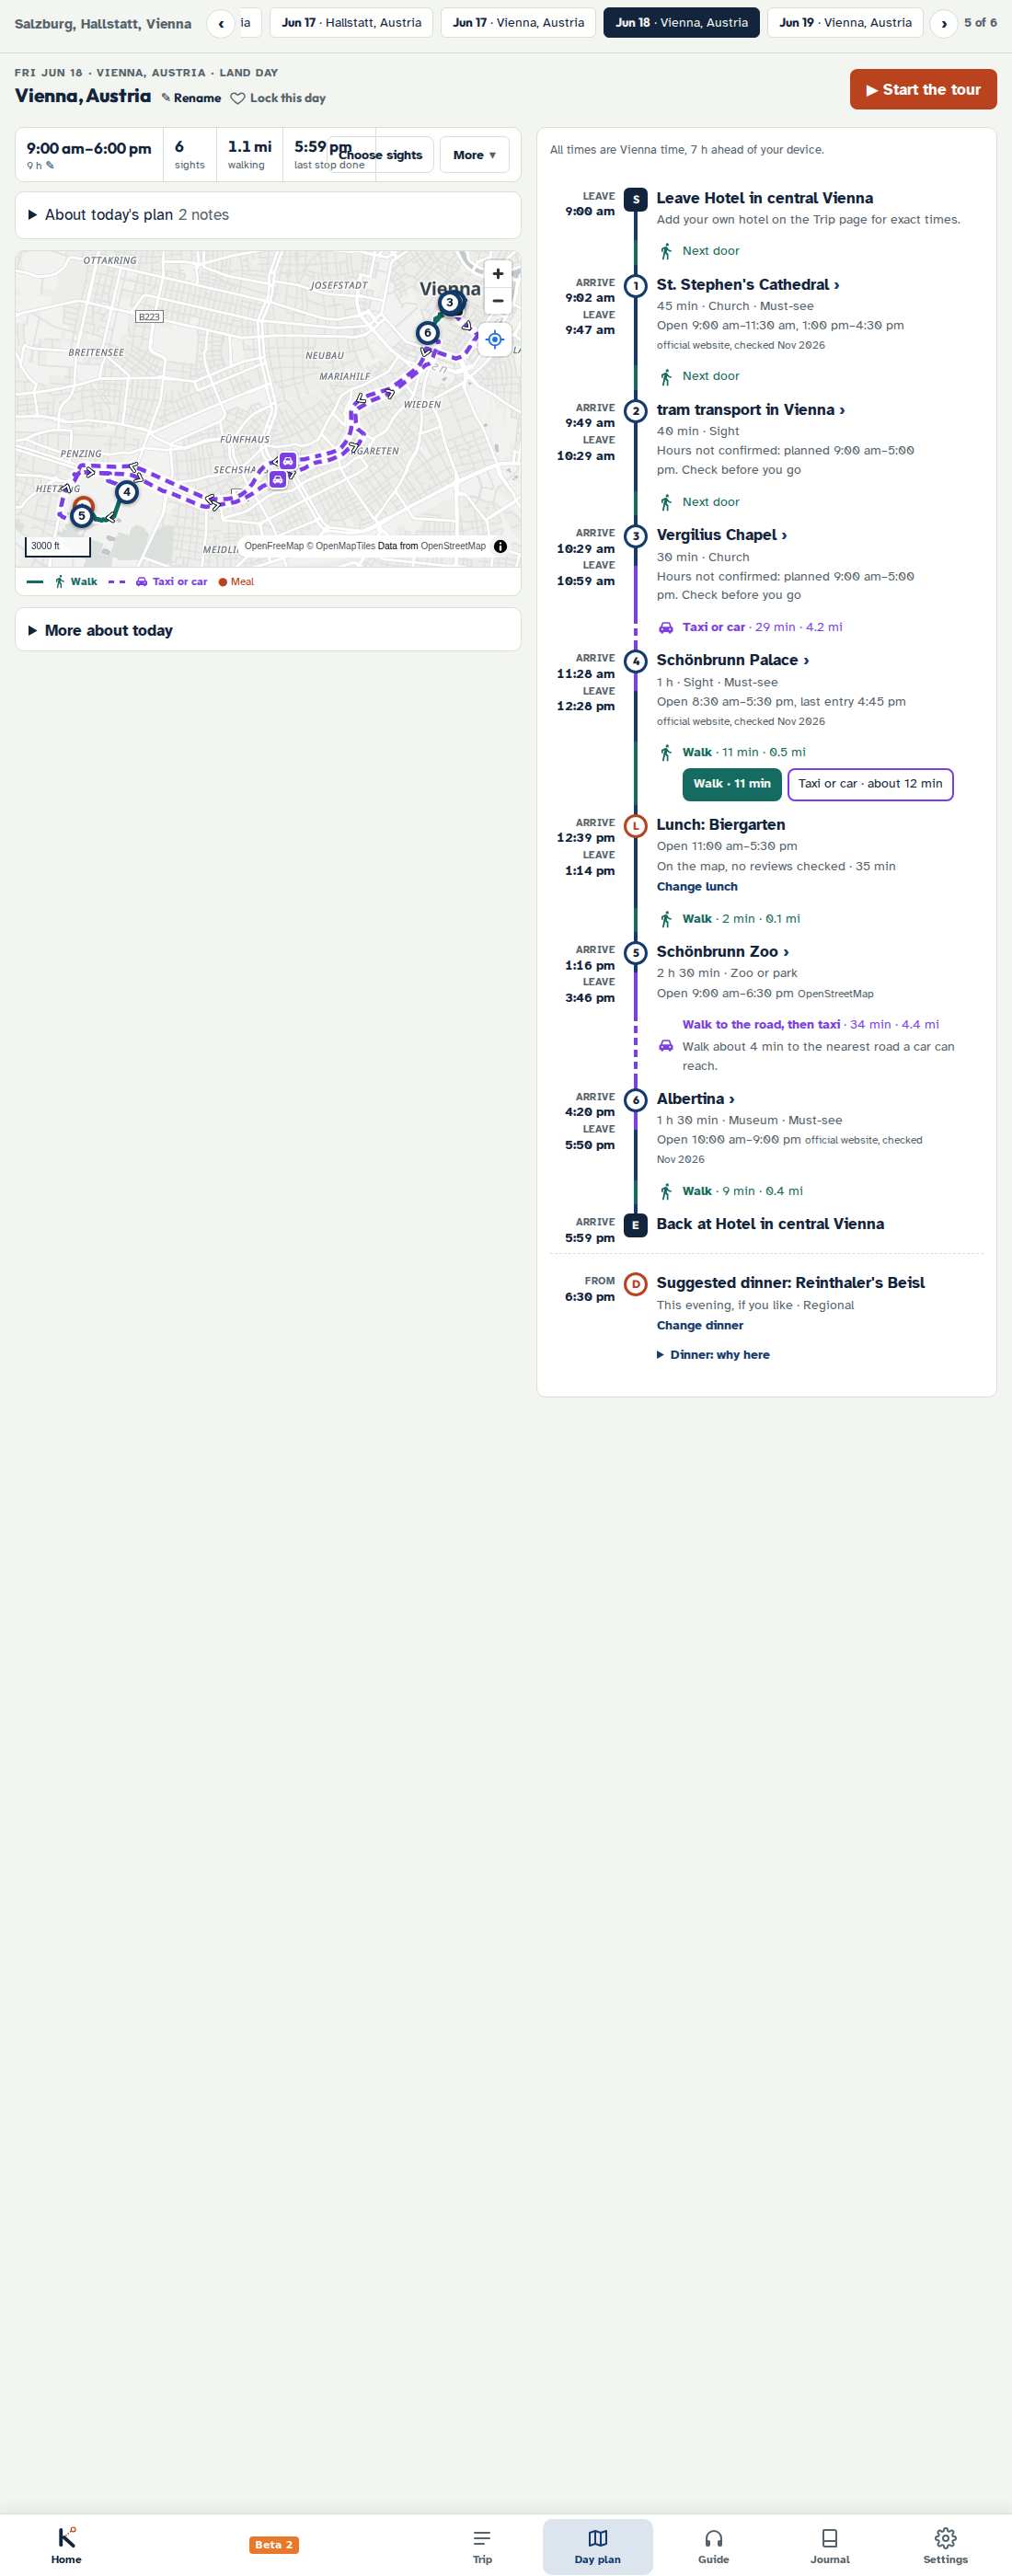 Salzburg, Hallstatt, Vienna
‹
ia
Jun 17 · Hallstatt, Austria
Jun 17 · Vienna, Austria
Jun 18 · Vienna, Austria
Jun 19 · Vienna, Austria
›
5 of 6
FRI JUN 18 · VIENNA, AUSTRIA · LAND DAY
Vienna, Austria
✎ Rename
Lock this day
▶ Start the tour
9:00 am–6:00 pm
9 h ✎
6
sights
1.1 mi
walking
5:59 pm
last stop done
Choose sights
More ▾
▶ About today's plan 2 notes
OTTAKRING
JOSEFSTADT
Vienna
B223
BREITENSEE
NEUBAU
MARIAHILF
WIEDEN
FÜNFHAUS
PENZING
SECHSHA
GARETEN
HIETZING
MEIDLI
3
6
4
5
+
−
3000 ft
OpenFreeMap © OpenMapTiles Data from OpenStreetMap
Walk
Taxi or car
Meal
▶ More about today
All times are Vienna time, 7 h ahead of your device.
LEAVE
9:00 am
S
Leave Hotel in central Vienna
Add your own hotel on the Trip page for exact times.
Next door
ARRIVE
9:02 am
LEAVE
9:47 am
1
St. Stephen's Cathedral ›
45 min · Church · Must-see
Open 9:00 am–11:30 am, 1:00 pm–4:30 pm
official website, checked Nov 2026
Next door
ARRIVE
9:49 am
LEAVE
10:29 am
2
tram transport in Vienna ›
40 min · Sight
Hours not confirmed: planned 9:00 am–5:00
pm. Check before you go
Next door
ARRIVE
10:29 am
LEAVE
10:59 am
3
Vergilius Chapel ›
30 min · Church
Hours not confirmed: planned 9:00 am–5:00
pm. Check before you go
Taxi or car · 29 min · 4.2 mi
ARRIVE
11:28 am
LEAVE
12:28 pm
4
Schönbrunn Palace ›
1 h · Sight · Must-see
Open 8:30 am–5:30 pm, last entry 4:45 pm
official website, checked Nov 2026
Walk · 11 min · 0.5 mi
Walk · 11 min
Taxi or car · about 12 min
ARRIVE
12:39 pm
LEAVE
1:14 pm
L
Lunch: Biergarten
Open 11:00 am–5:30 pm
On the map, no reviews checked · 35 min
Change lunch
Walk · 2 min · 0.1 mi
ARRIVE
1:16 pm
LEAVE
3:46 pm
5
Schönbrunn Zoo ›
2 h 30 min · Zoo or park
Open 9:00 am–6:30 pm OpenStreetMap
Walk to the road, then taxi · 34 min · 4.4 mi
Walk about 4 min to the nearest road a car can
reach.
ARRIVE
4:20 pm
LEAVE
5:50 pm
6
Albertina ›
1 h 30 min · Museum · Must-see
Open 10:00 am–9:00 pm official website, checked
Nov 2026
Walk · 9 min · 0.4 mi
ARRIVE
5:59 pm
E
Back at Hotel in central Vienna
FROM
6:30 pm
D
Suggested dinner: Reinthaler's Beisl
This evening, if you like · Regional
Change dinner
▶ Dinner: why here
Home
Beta 2
Trip
Day plan
Guide
Journal
Settings